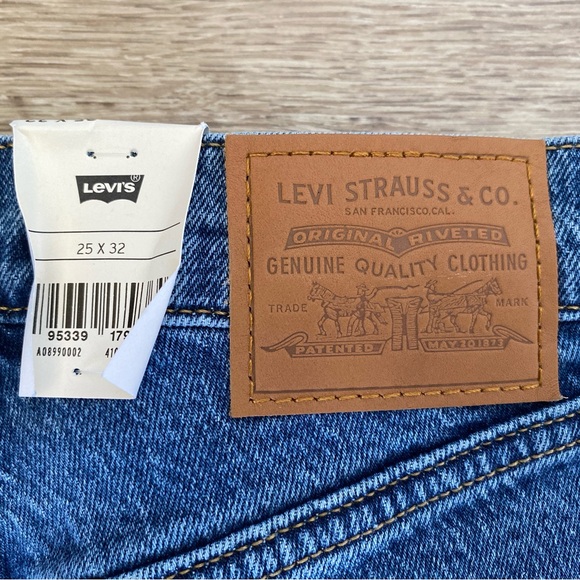 LEVI'S®
25 X 32
95339
A08990002
LEVI STRAUSS & CO.
SAN FRANCISCO, CAL.
ORIGINAL RIVETED
GENUINE QUALITY CLOTHING
TRADE MARK
PATENTED MAY 20 1873